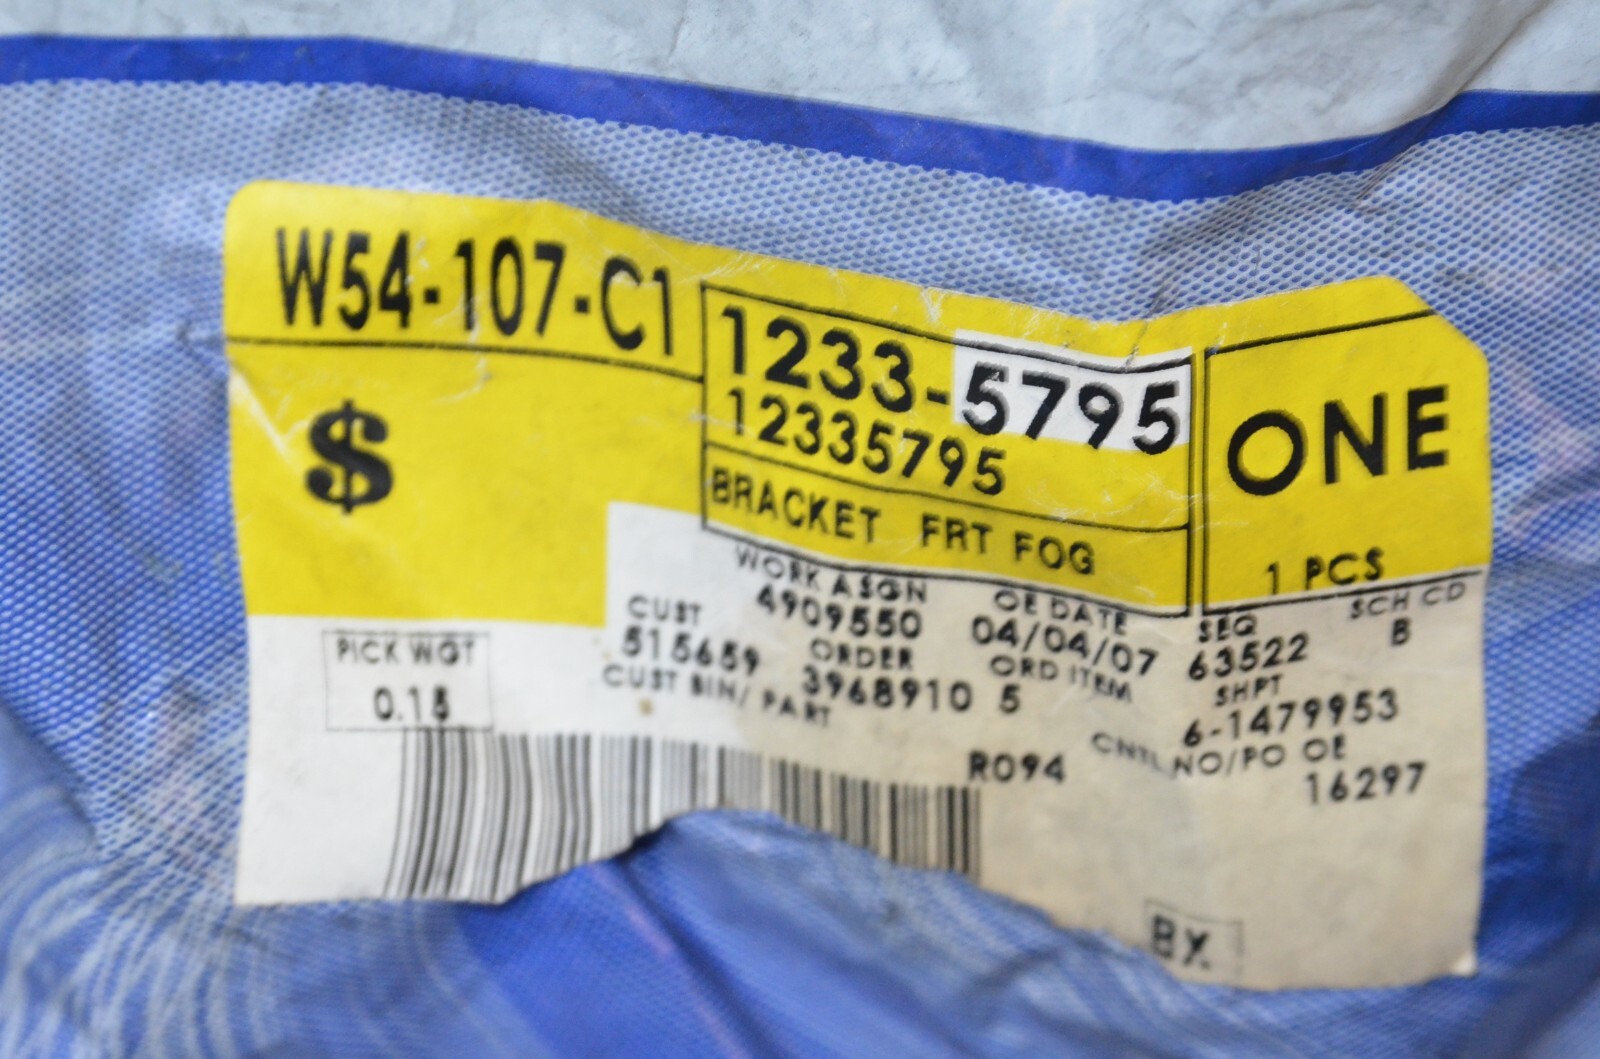 W54-107-C1
1233-5795
12335795
ONE
$
BRACKET FRT FOG
1 PCS
WORK ASGN OE DATE SEQ SCH CD
CUST 4909550 04/04/07 63522 B
515659 ORDER ORD ITEM SHPT
CUST BIN/PART 3968910 5 6-1479953
PICK WGT
0.15
R094 CNTL NO/PO OE
16297
BX